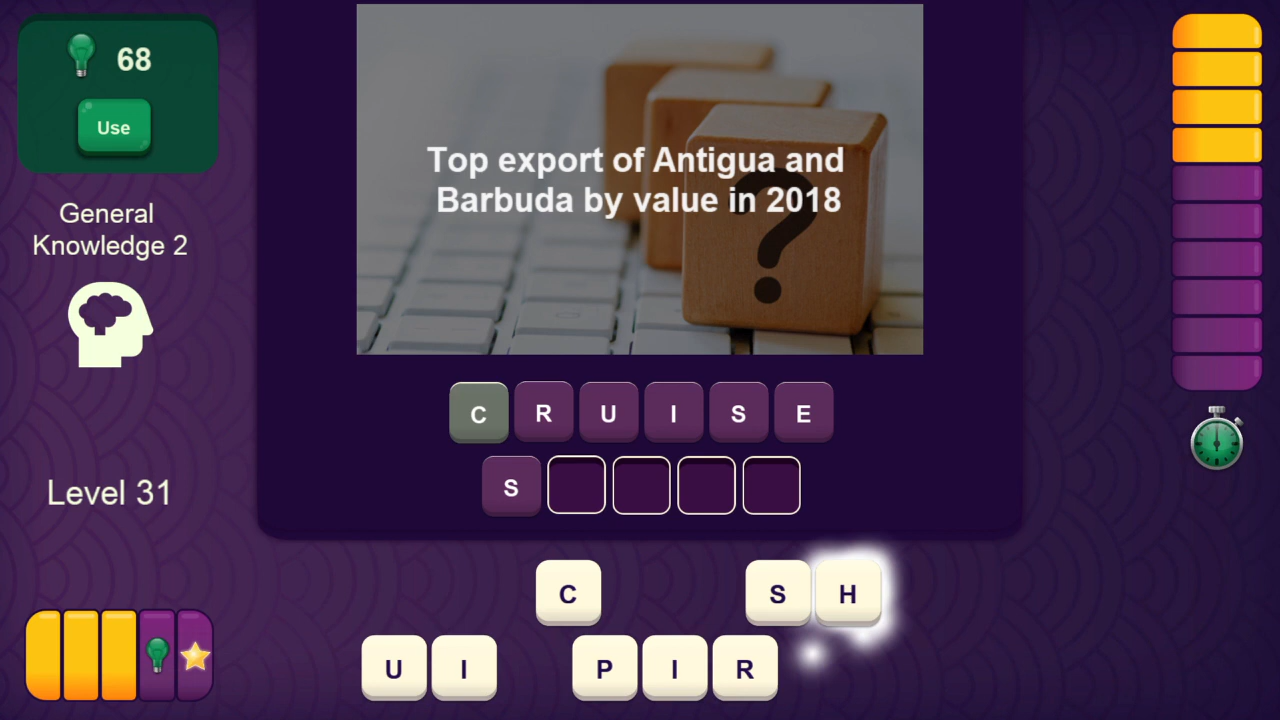 68
Use
General
Knowledge 2
Level 31
Top export of Antigua and
Barbuda by value in 2018
?
C R U I S E
S
C S H
U I P I R